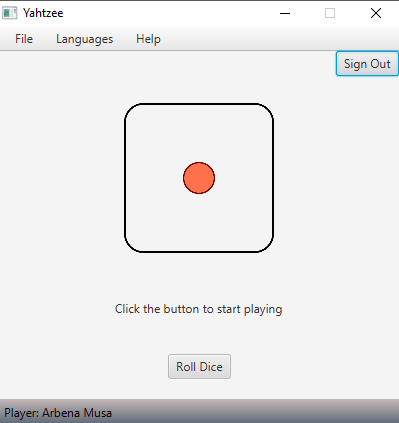 Yahtzee
File Languages Help
Sign Out
Click the button to start playing
Roll Dice
Player: Arbena Musa